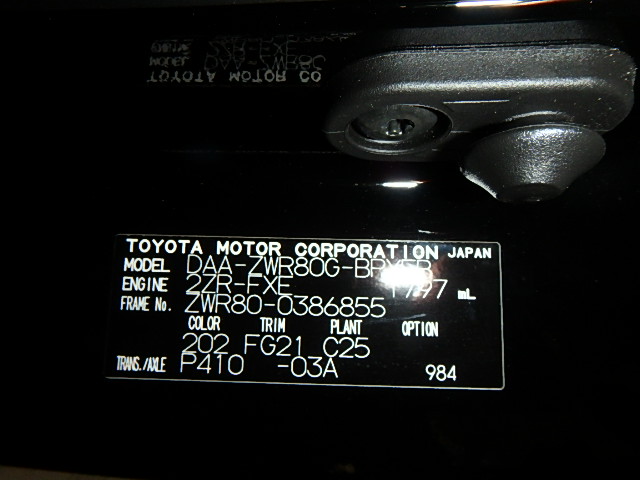 TOYOTA MOTOR CORPORATION JAPAN
MODEL DAA-ZWR80G-
ENGINE 2ZR-FXE 1797 mL
FRAME No. ZWR80-0386855
COLOR TRIM PLANT OPTION
202 FG21 C25
TRANS./AXLE P410 -03A 984